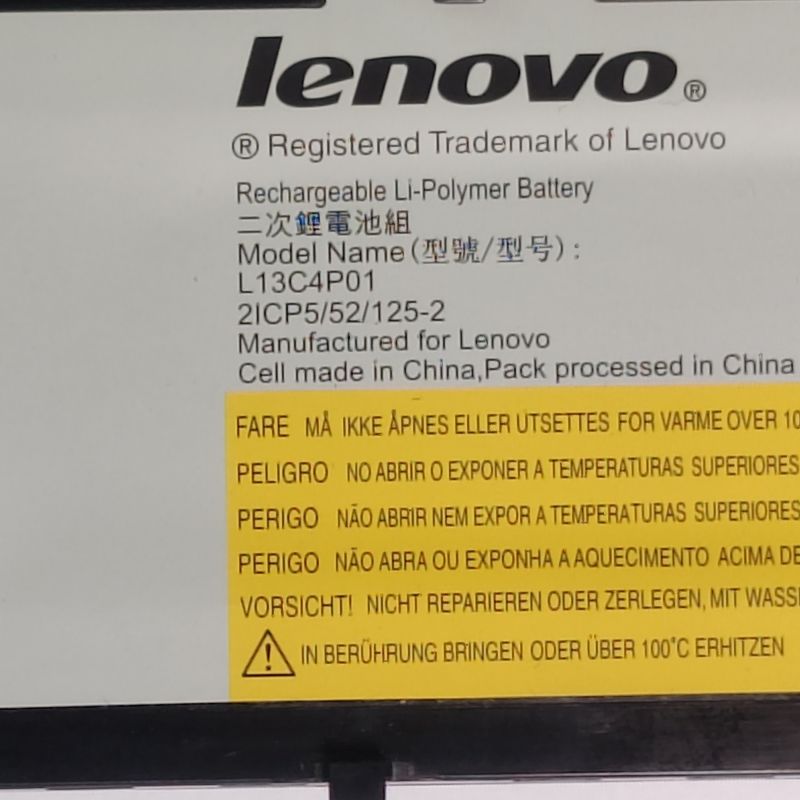 lenovo®
® Registered Trademark of Lenovo
Rechargeable Li-Polymer Battery
二次鋰電池組
Model Name(型號/型号):
L13C4P01
2ICP5/52/125-2
Manufactured for Lenovo
Cell made in China,Pack processed in China
FARE MÅ IKKE ÅPNES ELLER UTSETTES FOR VARME OVER 10
PELIGRO NO ABRIR O EXPONER A TEMPERATURAS SUPERIORES
PERIGO NÃO ABRIR NEM EXPOR A TEMPERATURAS SUPERIORES
PERIGO NÃO ABRA OU EXPONHA A AQUECIMENTO ACIMA DE
VORSICHT! NICHT REPARIEREN ODER ZERLEGEN, MIT WASS
IN BERÜHRUNG BRINGEN ODER ÜBER 100°C ERHITZEN